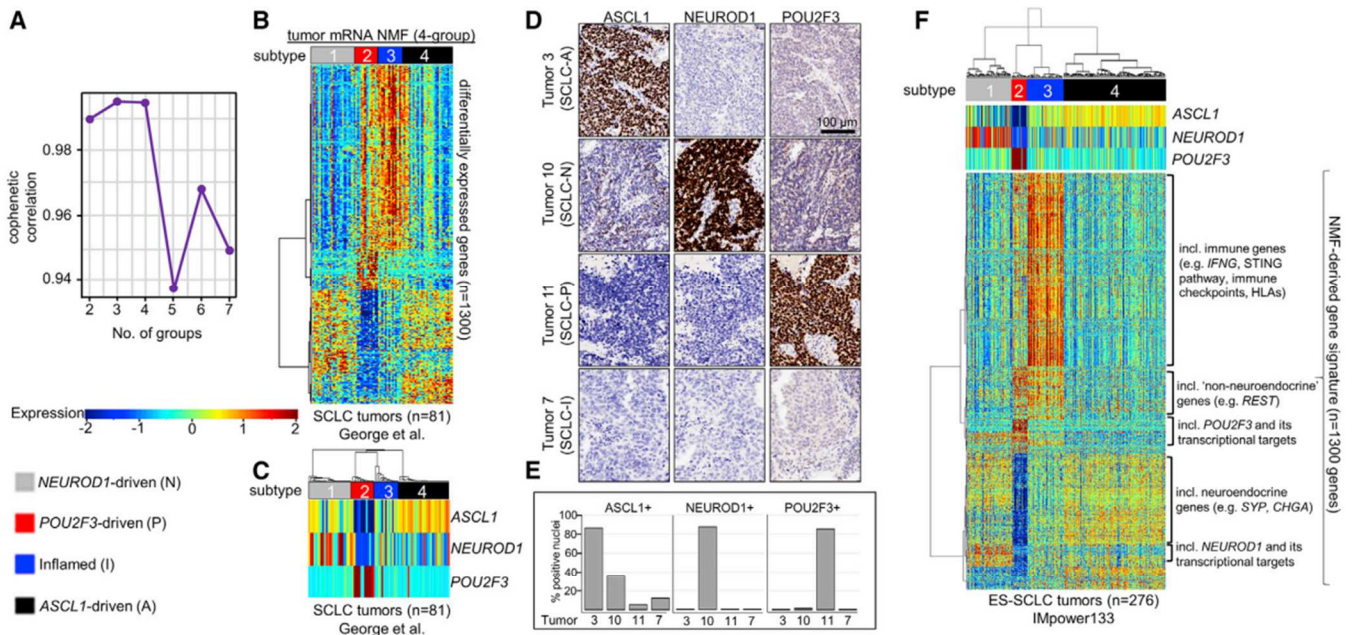 A
cophenetic
correlation
0.98
0.96
0.94
2 3 4 5 6 7
No. of groups
B
tumor mRNA NMF (4-group)
subtype 1 2 3 4
differentially expressed genes (n=1300)
SCLC tumors (n=81)
George et al.
Expression
-2 -1 0 1 2
NEUROD1-driven (N)
POU2F3-driven (P)
Inflamed (I)
ASCL1-driven (A)
C
subtype 1 2 3 4
ASCL1
NEUROD1
POU2F3
SCLC tumors (n=81)
George et al.
D
ASCL1 NEUROD1 POU2F3
Tumor 3
(SCLC-A)
100 µm
Tumor 10
(SCLC-N)
Tumor 11
(SCLC-P)
Tumor 7
(SCLC-I)
E
ASCL1+ NEUROD1+ POU2F3+
% positive nuclei
100
80
60
40
20
Tumor 3 10 11 7 3 10 11 7 3 10 11 7
F
subtype 1 2 3 4
ASCL1
NEUROD1
POU2F3
incl. immune genes
(e.g. IFNG, STING
pathway, immune
checkpoints, HLAs)
incl. 'non-neuroendocrine'
genes (e.g. REST)
incl. POU2F3 and its
transcriptional targets
incl. neuroendocrine
genes (e.g. SYP, CHGA)
incl. NEUROD1 and its
transcriptional targets
NMF-derived gene signature (n=1300 genes)
ES-SCLC tumors (n=276)
IMpower133